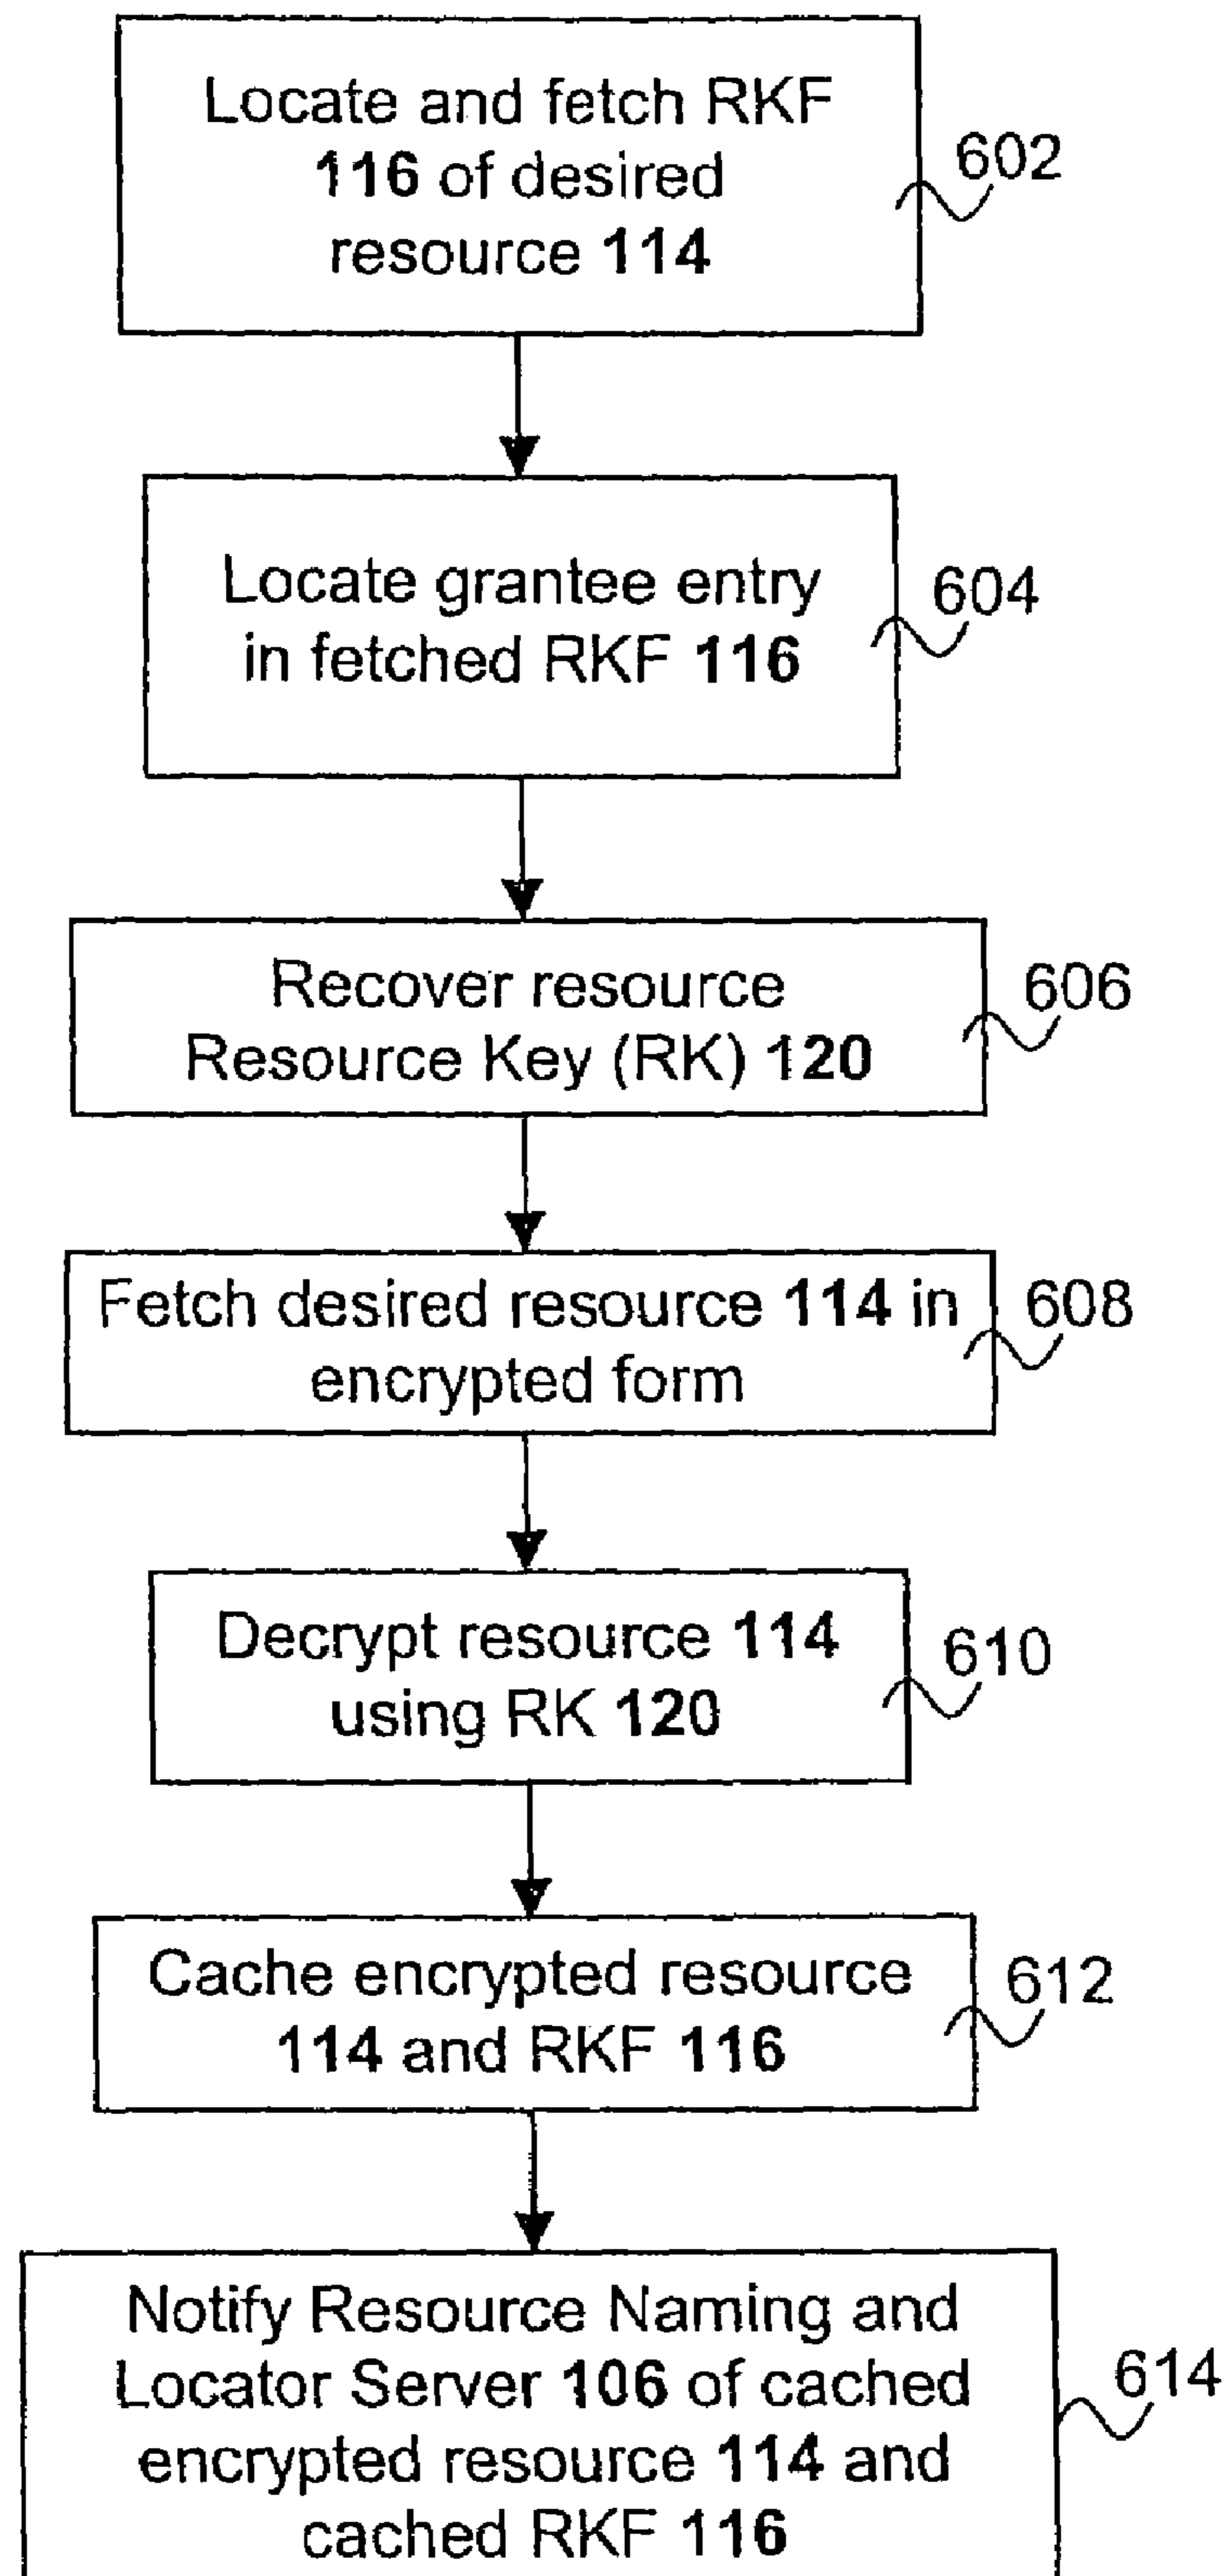 Locate and fetch RKF
116 of desired
resource 114
602
Locate grantee entry
in fetched RKF 116
604
Recover resource
Resource Key (RK) 120
606
Fetch desired resource 114 in
encrypted form
608
Decrypt resource 114
using RK 120
610
Cache encrypted resource
114 and RKF 116
612
Notify Resource Naming and
Locator Server 106 of cached
encrypted resource 114 and
cached RKF 116
614